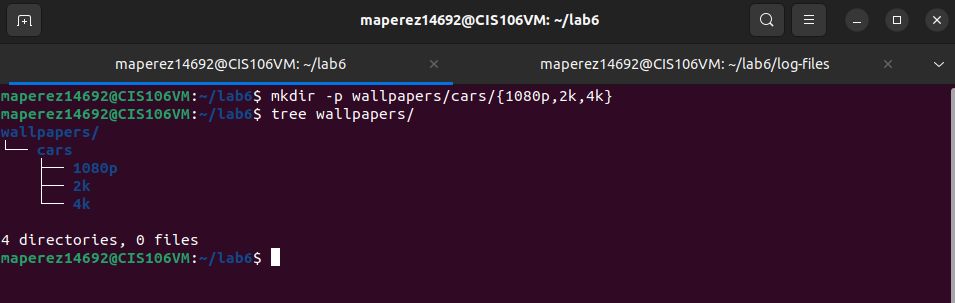 maperez14692@CIS106VM: ~/lab6
maperez14692@CIS106VM: ~/lab6
maperez14692@CIS106VM: ~/lab6/log-files
maperez14692@CIS106VM:~/lab6$ mkdir -p wallpapers/cars/{1080p,2k,4k}
maperez14692@CIS106VM:~/lab6$ tree wallpapers/
wallpapers/
└── cars
    ├── 1080p
    ├── 2k
    └── 4k
4 directories, 0 files
maperez14692@CIS106VM:~/lab6$